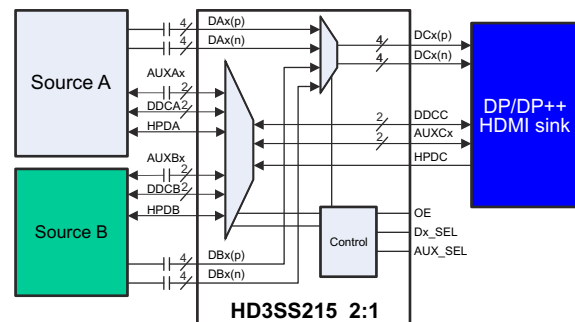 4 DAx(p)
4 DAx(n)
Source A
AUXAx
2
DDCA 2
HPDA
AUXBx
2
DDCB 2
HPDB
Source B
4 DBx(p)
4 DBx(n)
4 DCx(p)
4 DCx(n)
2 DDCC
2 AUXCx
HPDC
DP/DP++
HDMI sink
Control
OE
Dx_SEL
AUX_SEL
HD3SS215 2:1